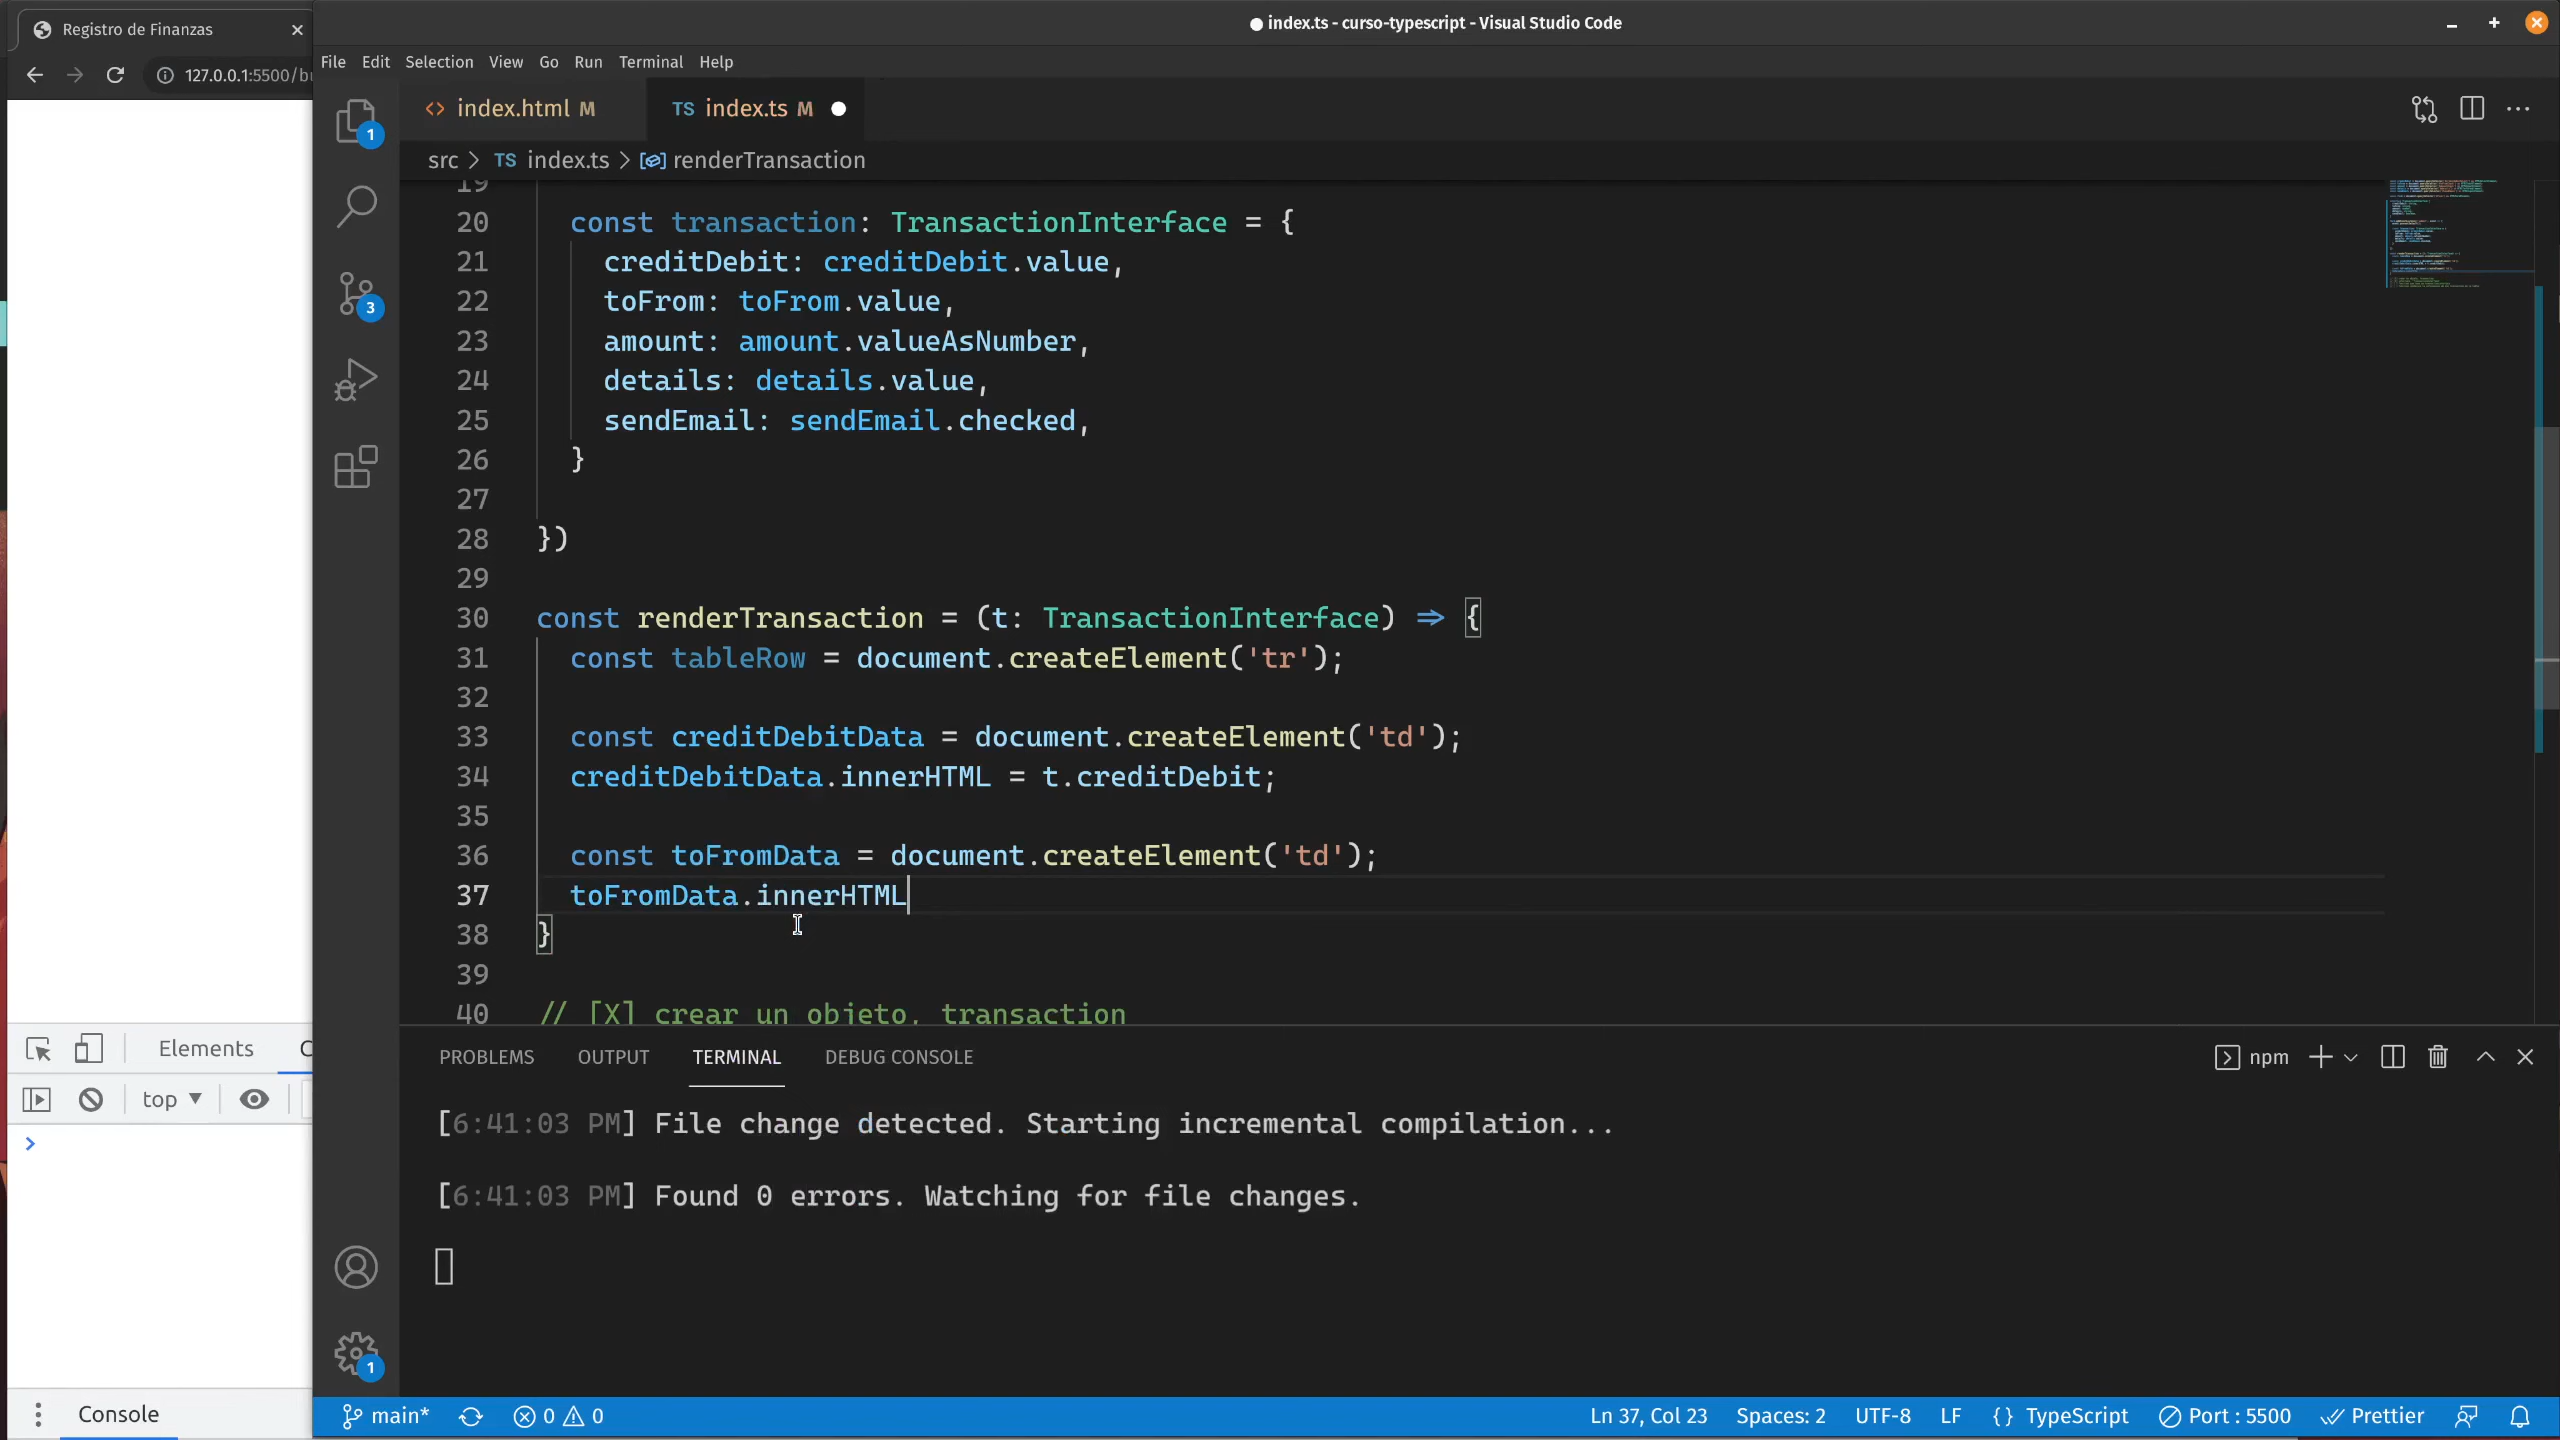 Registro de Finanzas
127.0.0.1:5500/b
index.ts - curso-typescript - Visual Studio Code
File Edit Selection View Go Run Terminal Help
index.html M
TS index.ts M
src > TS index.ts > renderTransaction
1
3
1
19
20 const transaction: TransactionInterface = {
21 creditDebit: creditDebit.value,
22 toFrom: toFrom.value,
23 amount: amount.valueAsNumber,
24 details: details.value,
25 sendEmail: sendEmail.checked,
26 }
27
28 })
29
30 const renderTransaction = (t: TransactionInterface) => {
31 const tableRow = document.createElement('tr');
32
33 const creditDebitData = document.createElement('td');
34 creditDebitData.innerHTML = t.creditDebit;
35
36 const toFromData = document.createElement('td');
37 toFromData.innerHTML
38 }
39
40 // [X] crear un objeto, transaction
PROBLEMS OUTPUT TERMINAL DEBUG CONSOLE
npm
[6:41:03 PM] File change detected. Starting incremental compilation...
[6:41:03 PM] Found 0 errors. Watching for file changes.
Elements
top
Console
main* 0 0
Ln 37, Col 23 Spaces: 2 UTF-8 LF {} TypeScript Port : 5500 Prettier